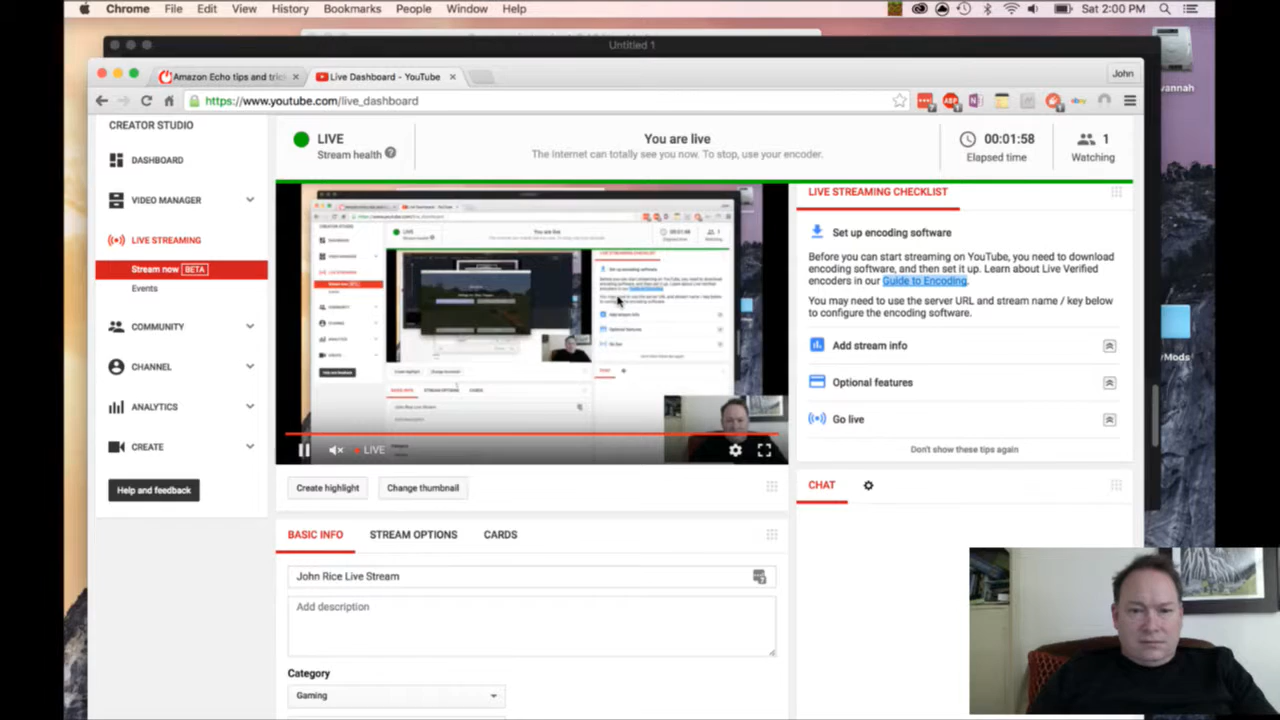 Chrome File Edit View History Bookmarks People Window Help Sat 2:00 PM
Untitled 1
Amazon Echo tips and tric
Live Dashboard - YouTube
John
https://www.youtube.com/live_dashboard
vannah
CREATOR STUDIO
DASHBOARD
VIDEO MANAGER
LIVE STREAMING
Stream now BETA
Events
COMMUNITY
CHANNEL
ANALYTICS
CREATE
Help and feedback
LIVE
Stream health ?
You are live
The internet can totally see you now. To stop, use your encoder.
00:01:58
Elapsed time
1
Watching
LIVE
Create highlight
Change thumbnail
BASIC INFO STREAM OPTIONS CARDS
John Rice Live Stream
Add description
Category
Gaming
LIVE STREAMING CHECKLIST
Set up encoding software
Before you can start streaming on YouTube, you need to download
encoding software, and then set it up. Learn about Live Verified
encoders in our Guide to Encoding.
You may need to use the server URL and stream name / key below
to configure the encoding software.
Add stream info
Optional features
Go live
Don't show these tips again
CHAT
yMods